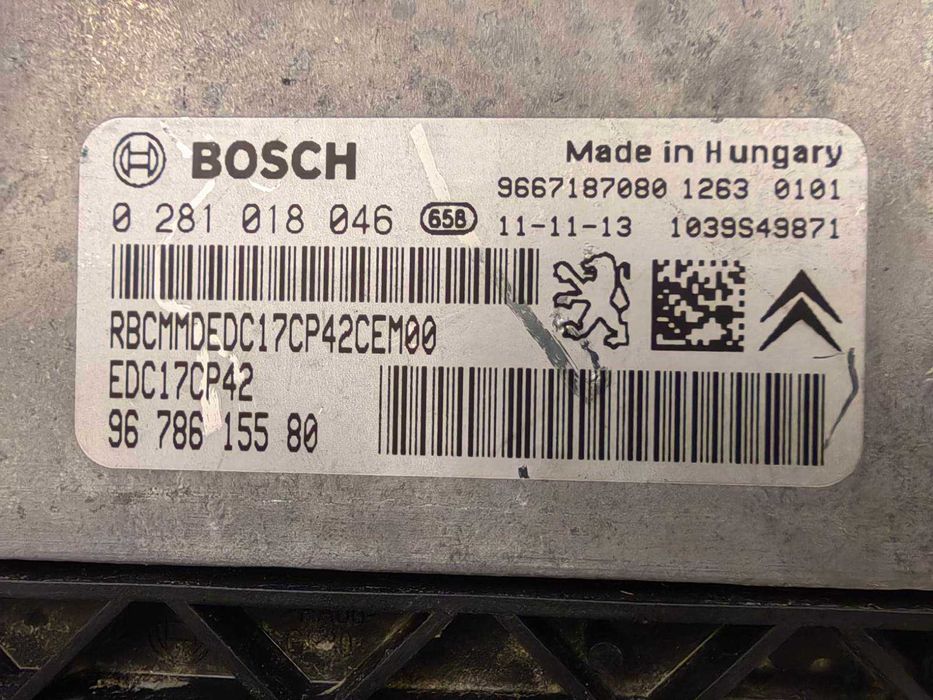 BOSCH
Made in Hungary
9667187080 1263 0101
0 281 018 046 658
11-11-13 1039S49871
RBCMMDEDC17CP42CEM00
EDC17CP42
96 786 155 80